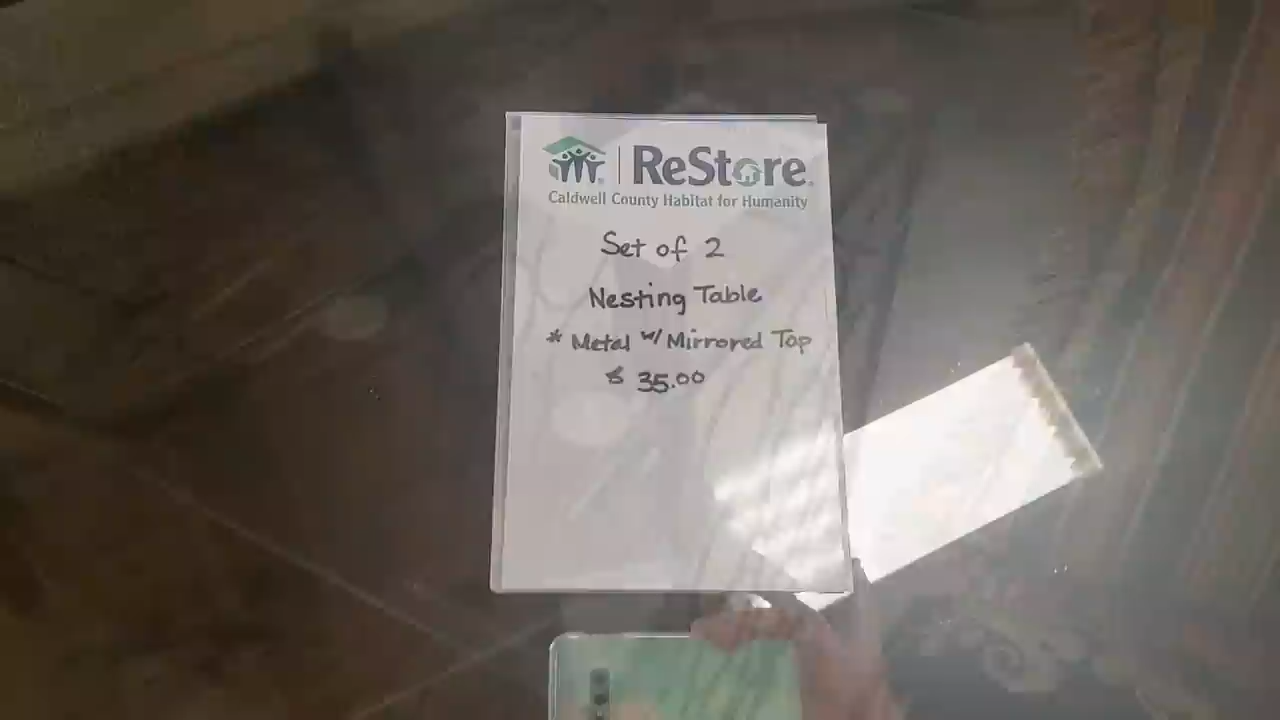 ReStore
Caldwell County Habitat for Humanity
Set of 2
Nesting Table
* Metal w/ Mirrored Top
$ 35.00